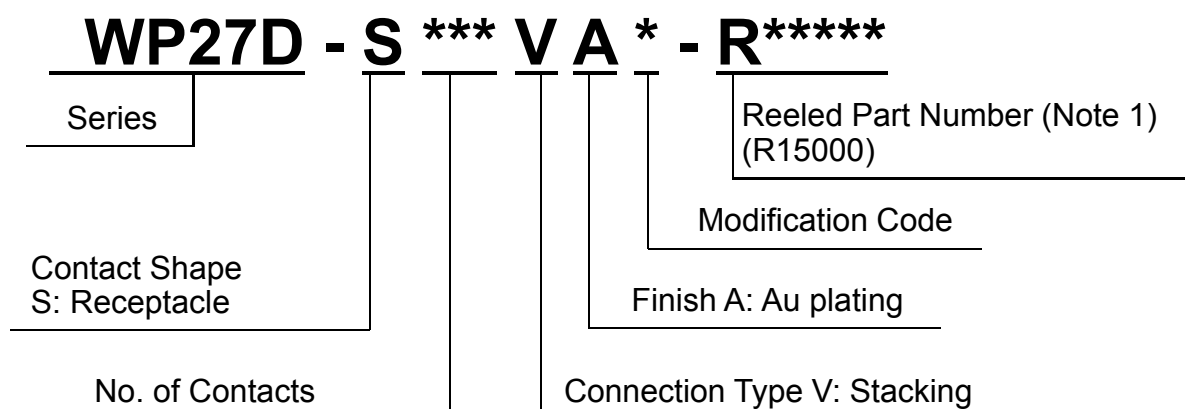 WP27D - S *** V A * - R*****
Series
Reeled Part Number (Note 1)
(R15000)
Modification Code
Contact Shape
S: Receptacle
Finish A: Au plating
No. of Contacts
Connection Type V: Stacking